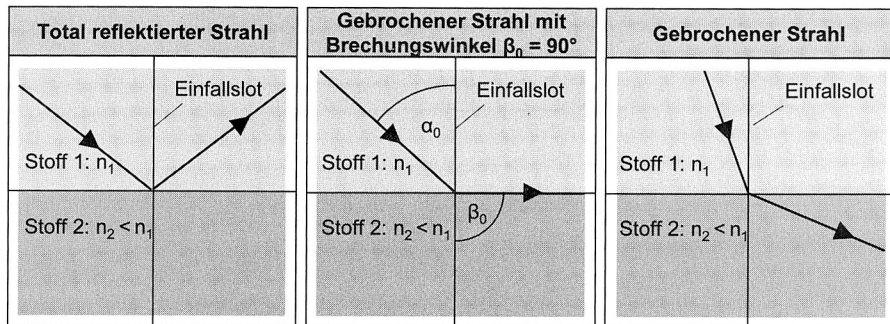 Total reflektierter Strahl
Einfallslot
Stoff 1: n₁
Stoff 2: n₂ < n₁
Gebrochener Strahl mit
Brechungswinkel β₀ = 90°
Einfallslot
α₀
Stoff 1: n₁
β₀
Stoff 2: n₂ < n₁
Gebrochener Strahl
Einfallslot
Stoff 1: n₁
Stoff 2: n₂ < n₁